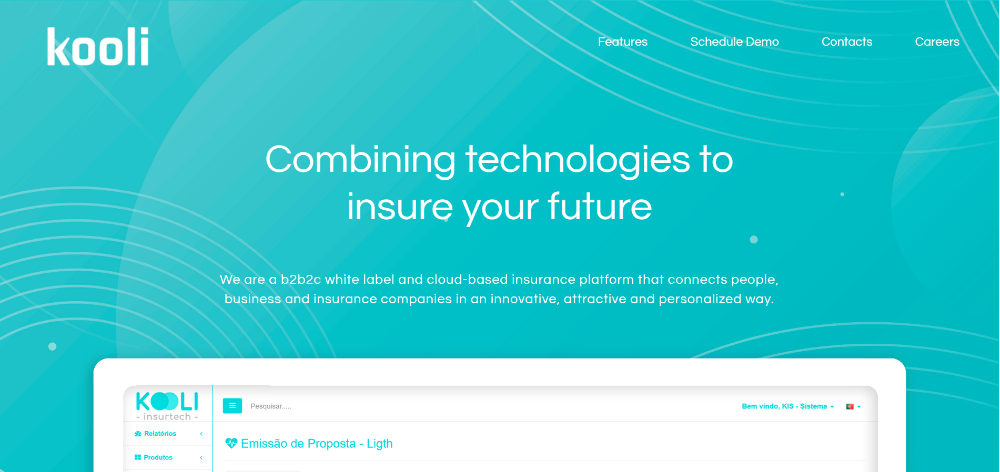 kooli
Features
Schedule Demo
Contacts
Careers
Combining technologies to
insure your future
We are a b2b2c white label and cloud-based insurance platform that connects people,
business and insurance companies in an innovative, attractive and personalized way.
KOOLI
- insurtech -
Pesquisar.....
Bem vindo, KIS - Sistema
Relatórios
Produtos
Emissão de Proposta - Ligth